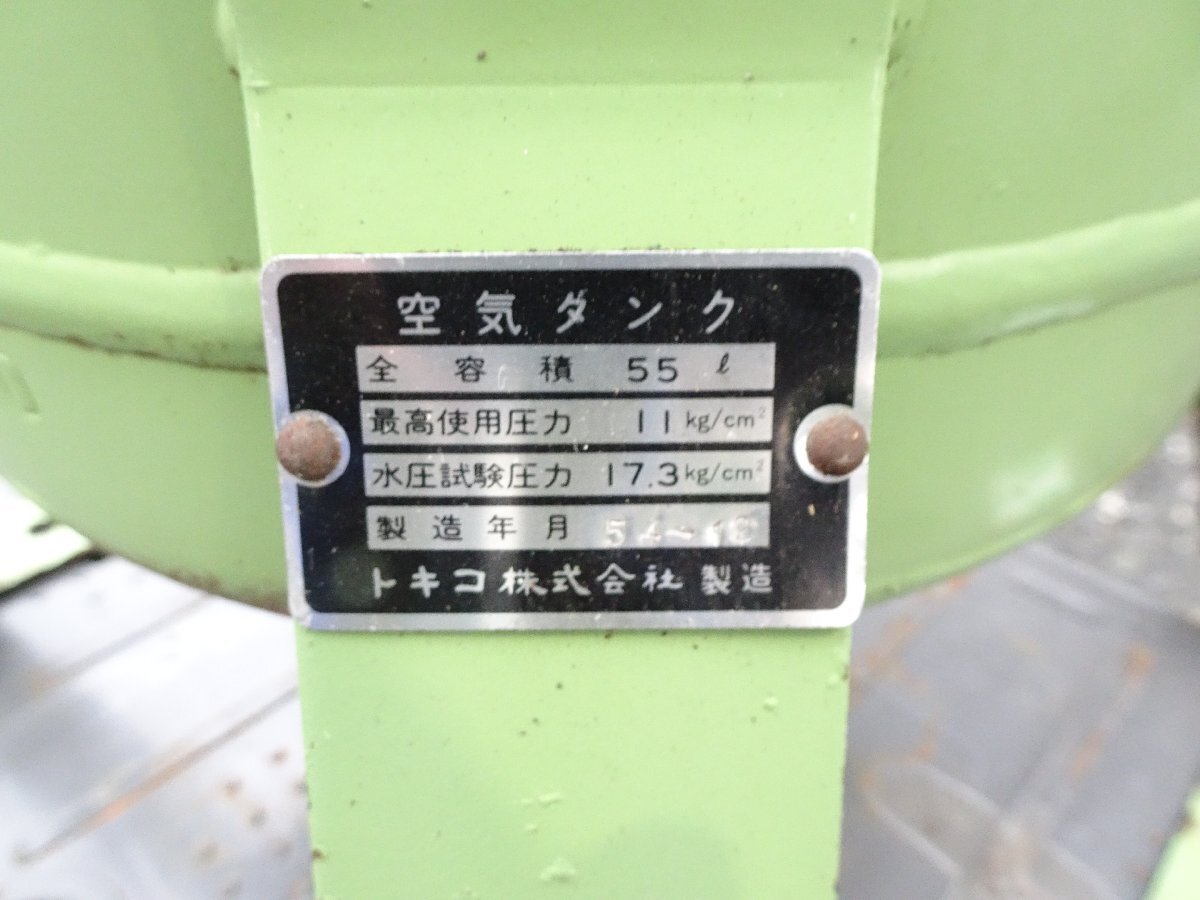 空気タンク
全容積 55 ℓ
最高使用圧力 11 kg/cm²
水圧試験圧力 17.3 kg/cm²
製造年月
トキコ株式会社 製造